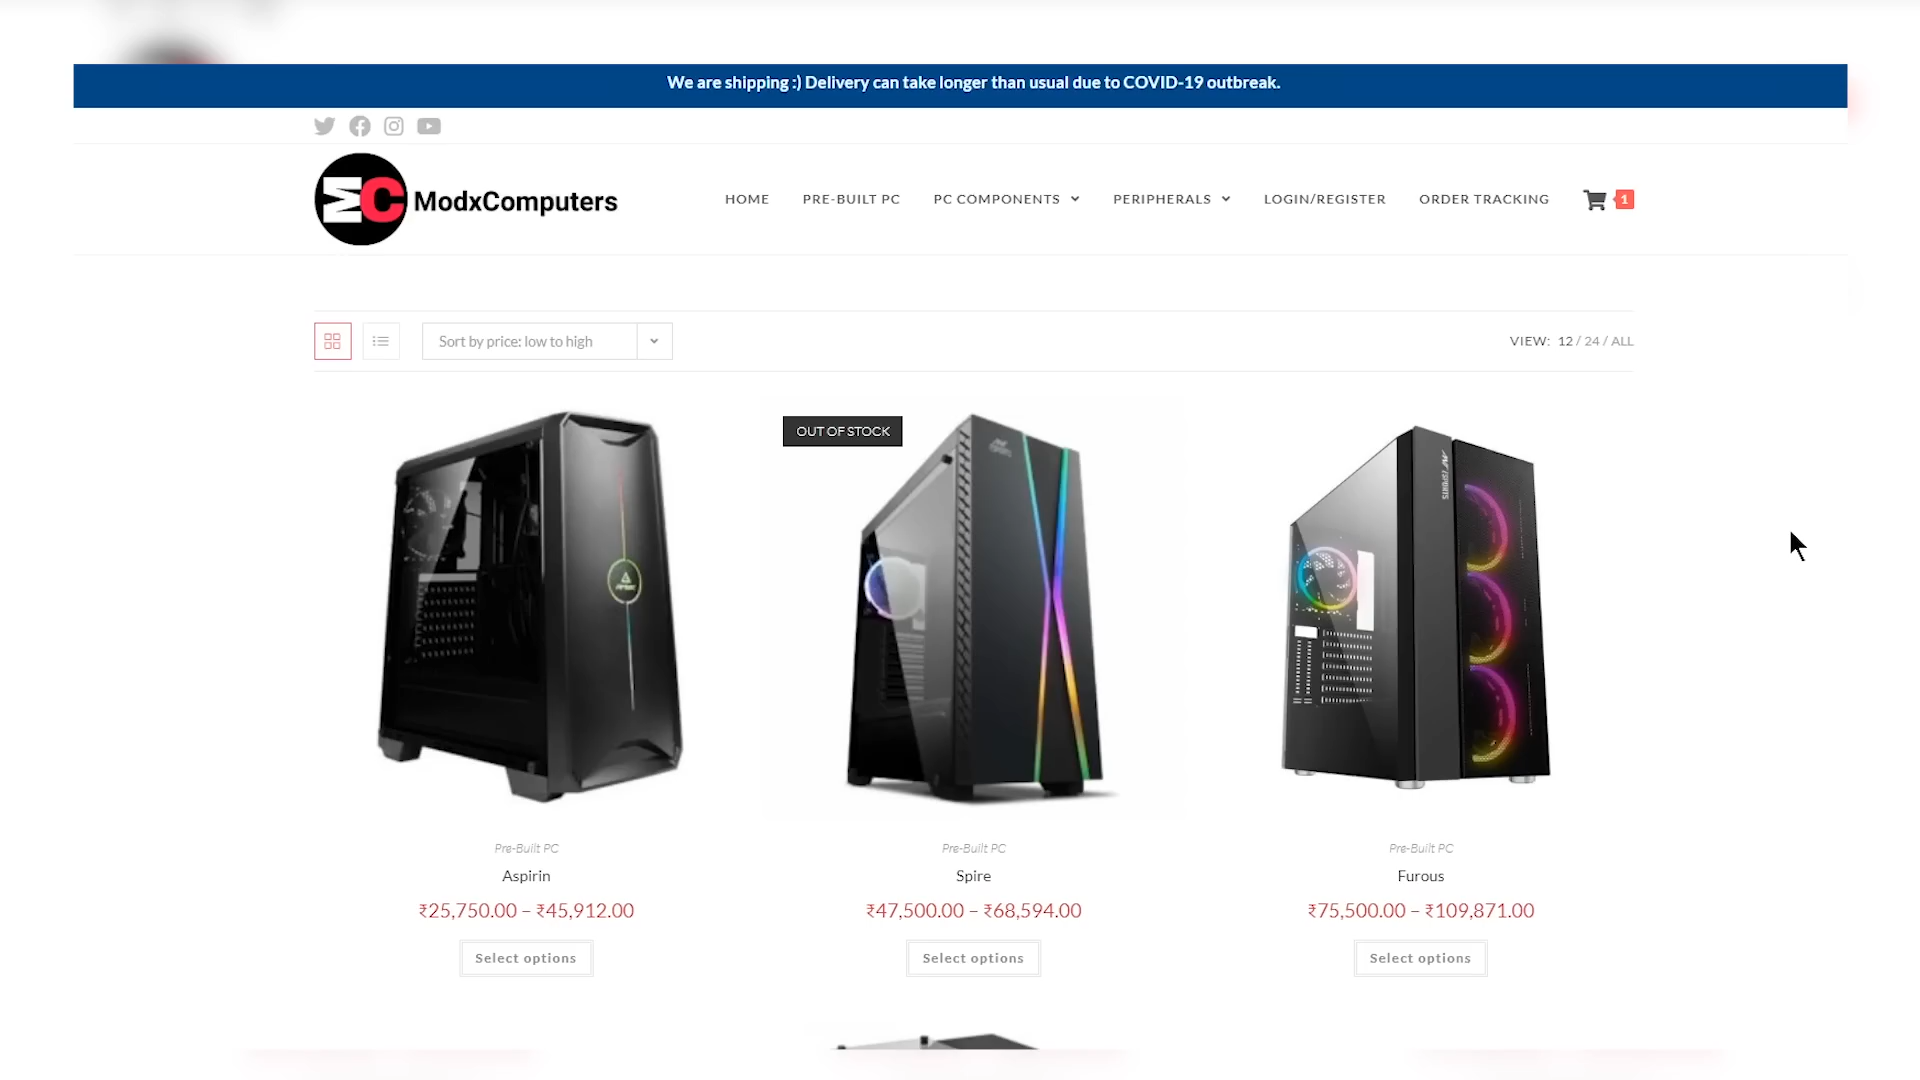 We are shipping :) Delivery can take longer than usual due to COVID-19 outbreak.
MC ModxComputers
HOME PRE-BUILT PC PC COMPONENTS PERIPHERALS LOGIN/REGISTER ORDER TRACKING 1
Sort by price: low to high
VIEW: 12 / 24 / ALL
OUT OF STOCK
Pre-Built PC
Aspirin
₹25,750.00 – ₹45,912.00
Select options
Pre-Built PC
Spire
₹47,500.00 – ₹68,594.00
Select options
Pre-Built PC
Furous
₹75,500.00 – ₹109,871.00
Select options